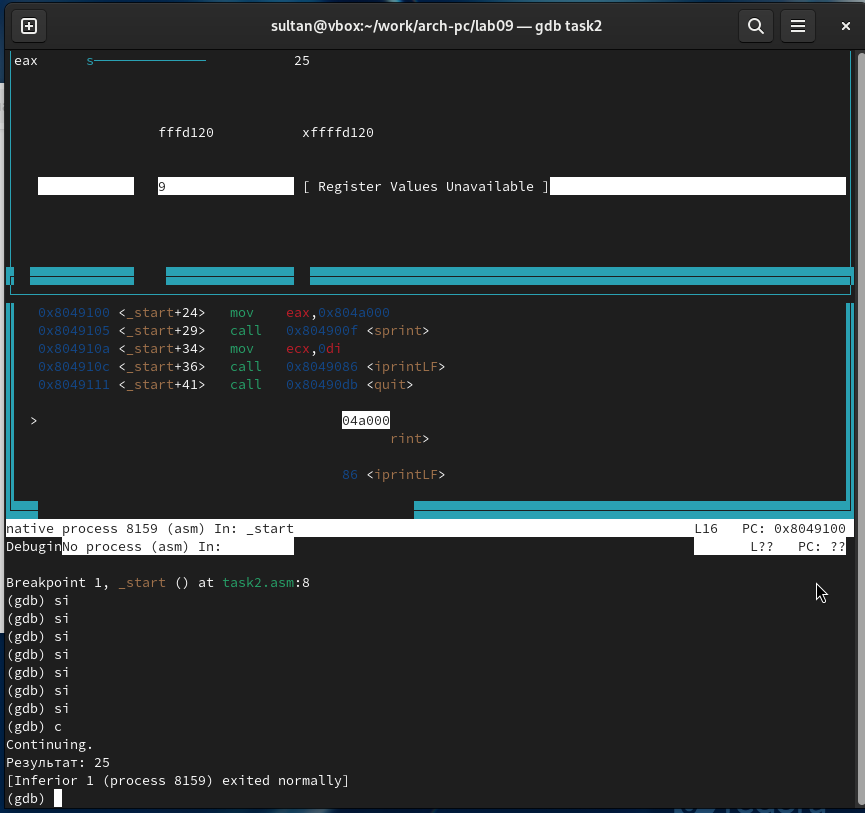 sultan@vbox:~/work/arch-pc/lab09 — gdb task2
eax s 25
fffd120 xffffd120
9 [ Register Values Unavailable ]
0x8049100 <_start+24> mov eax,0x804a000
0x8049105 <_start+29> call 0x804900f <sprint>
0x804910a <_start+34> mov ecx,0di
0x804910c <_start+36> call 0x8049086 <iprintLF>
0x8049111 <_start+41> call 0x80490db <quit>
> 04a000
rint>
86 <iprintLF>
native process 8159 (asm) In: _start L16 PC: 0x8049100
DebuginNo process (asm) In: L?? PC: ??
Breakpoint 1, _start () at task2.asm:8
(gdb) si
(gdb) si
(gdb) si
(gdb) si
(gdb) si
(gdb) si
(gdb) si
(gdb) c
Continuing.
Результат: 25
[Inferior 1 (process 8159) exited normally]
(gdb)